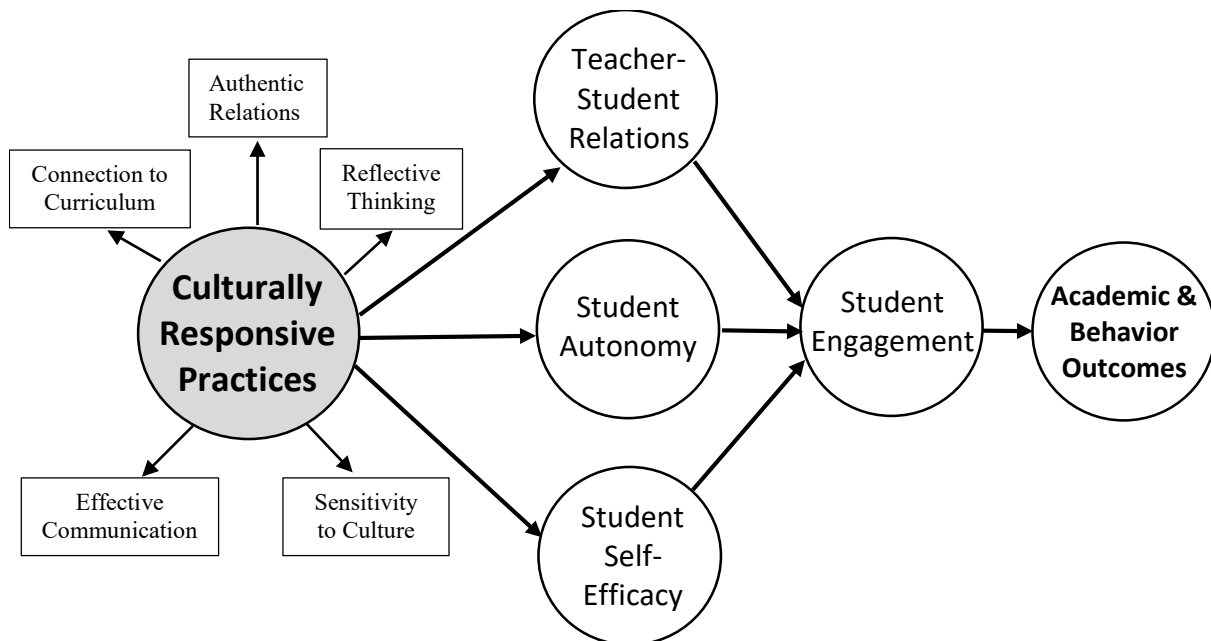 Authentic
Relations
Connection to
Curriculum
Reflective
Thinking
Culturally
Responsive
Practices
Effective
Communication
Sensitivity
to Culture
Teacher-
Student
Relations
Student
Autonomy
Student
Self-
Efficacy
Student
Engagement
Academic &
Behavior
Outcomes